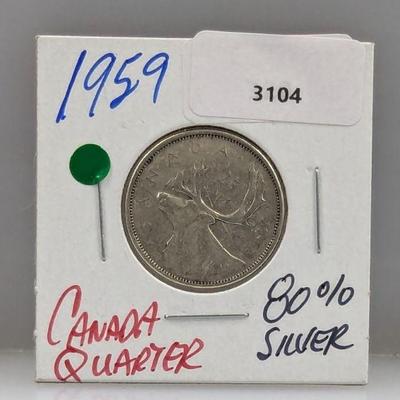 1959
3104
CANADA
CANADA
QUARTER
80%
SILVER